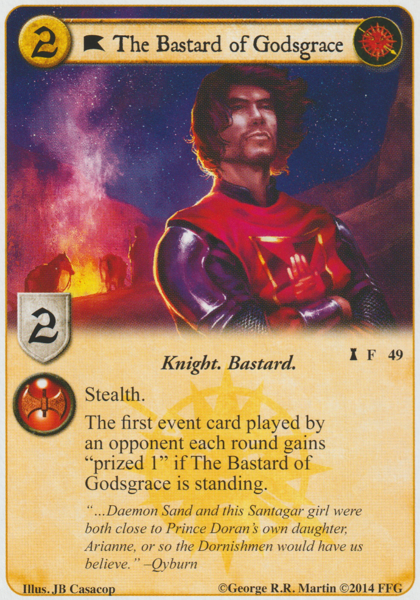 2
The Bastard of Godsgrace
2
Knight. Bastard.
F 49
Stealth.
The first event card played by
an opponent each round gains
“prized 1” if The Bastard of
Godsgrace is standing.
“...Daemon Sand and this Santagar girl were
both close to Prince Doran’s own daughter,
Arianne, or so the Dornishmen would have us
believe.” –Qyburn
Illus. JB Casacop
©George R.R. Martin ©2014 FFG